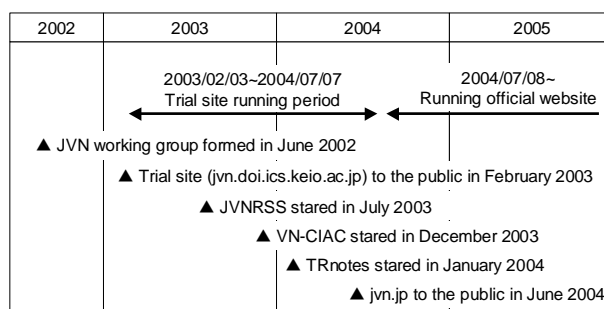 2002 2003 2004 2005
2003/02/03~2004/07/07
Trial site running period
2004/07/08~
Running official website
▲ JVN working group formed in June 2002
▲ Trial site (jvn.doi.ics.keio.ac.jp) to the public in February 2003
▲ JVNRSS stared in July 2003
▲ VN-CIAC stared in December 2003
▲ TRnotes stared in January 2004
▲ jvn.jp to the public in June 2004